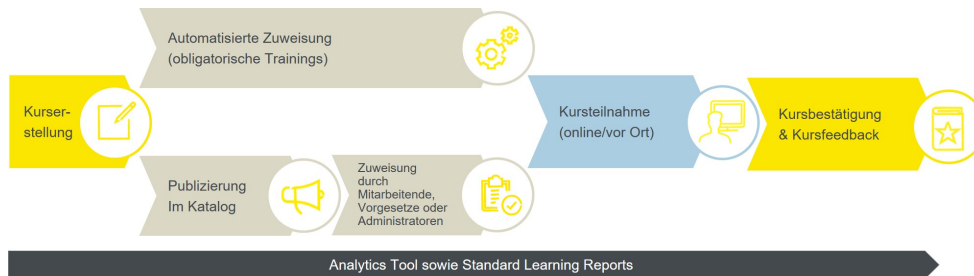 Automatisierte Zuweisung
(obligatorische Trainings)
Kurser-
stellung
Kursteilnahme
(online/vor Ort)
Kursbestätigung
& Kursfeedback
Publizierung
Im Katalog
Zuweisung
durch
Mitarbeitende,
Vorgesetze oder
Administratoren
Analytics Tool sowie Standard Learning Reports